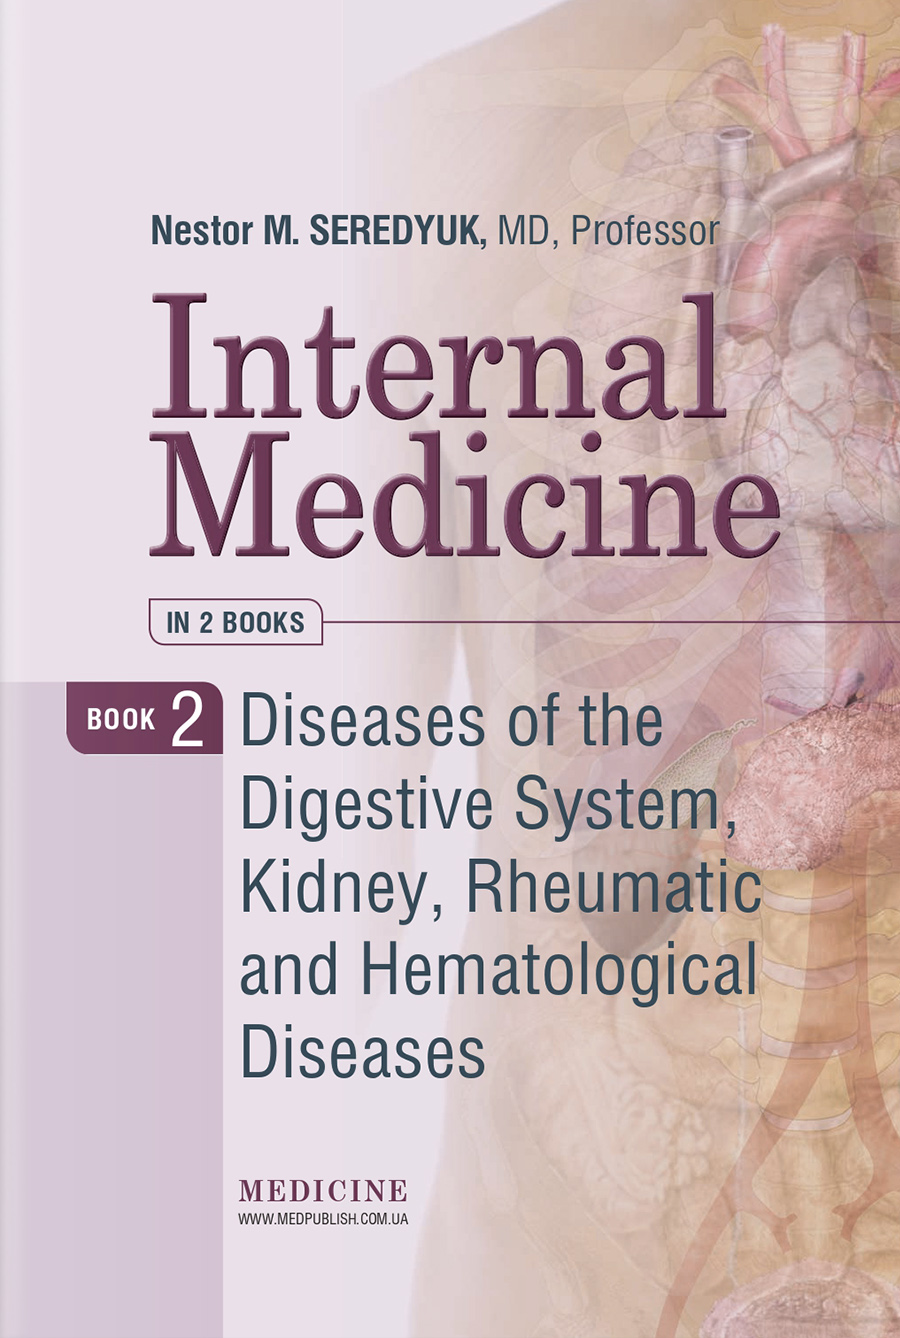 Nestor M. SEREDYUK, MD, Professor
Internal
Medicine
IN 2 BOOKS
BOOK 2
Diseases of the
Digestive System,
Kidney, Rheumatic
and Hematological
Diseases
MEDICINE
WWW.MEDPUBLISH.COM.UA